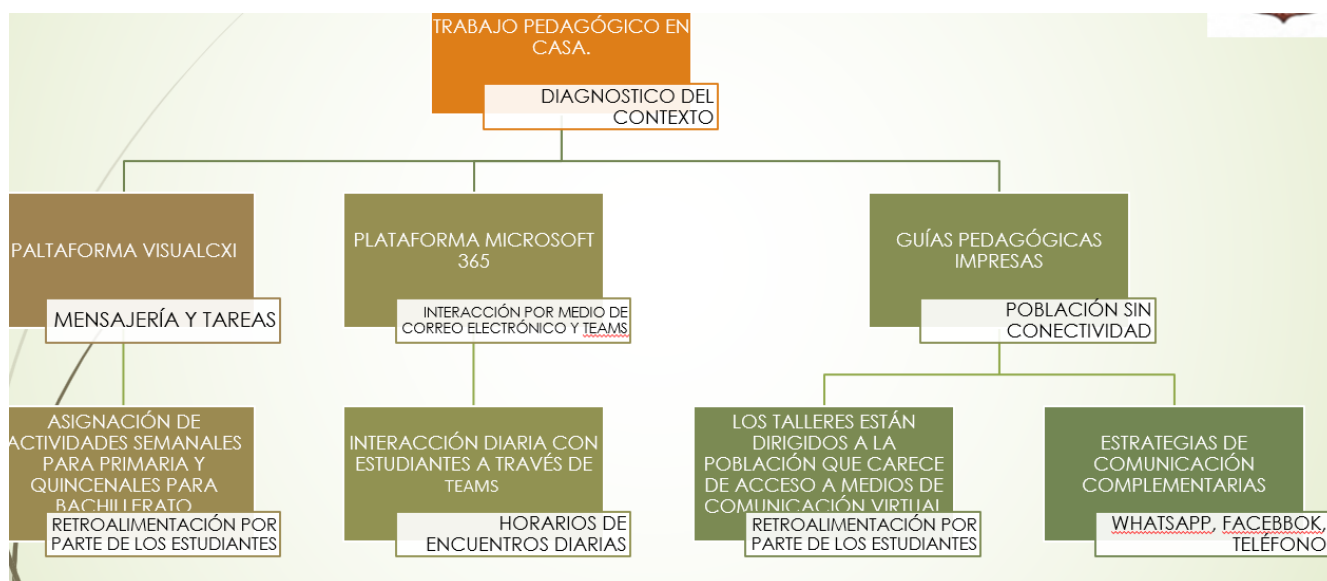 TRABAJO PEDAGÓGICO EN
CASA.
DIAGNOSTICO DEL
CONTEXTO
PALTAFORMA VISUALCXI
MENSAJERÍA Y TAREAS
PLATAFORMA MICROSOFT
365
INTERACCIÓN POR MEDIO DE
CORREO ELECTRÓNICO Y TEAMS
GUÍAS PEDAGÓGICAS
IMPRESAS
POBLACIÓN SIN
CONECTIVIDAD
ASIGNACIÓN DE
ACTIVIDADES SEMANALES
PARA PRIMARIA Y
QUINCENALES PARA
BACHILLERATO
RETROALIMENTACIÓN POR
PARTE DE LOS ESTUDIANTES
INTERACCIÓN DIARIA CON
ESTUDIANTES A TRAVÉS DE
TEAMS
HORARIOS DE
ENCUENTROS DIARIAS
LOS TALLERES ESTÁN
DIRIGIDOS A LA
POBLACIÓN QUE CARECE
DE ACCESO A MEDIOS DE
COMUNICACIÓN VIRTUAL
RETROALIMENTACIÓN POR
PARTE DE LOS ESTUDIANTES
ESTRATEGIAS DE
COMUNICACIÓN
COMPLEMENTARIAS
WHATSAPP, FACEBBOK,
TELÉFONO